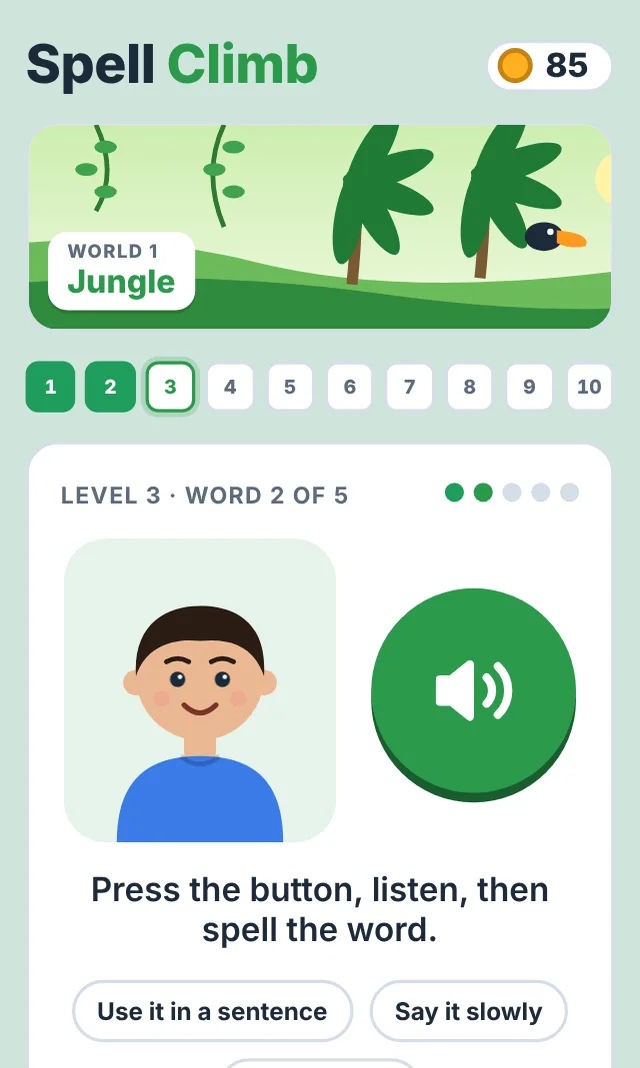 Spell Climb
85
WORLD 1
Jungle
1 2 3 4 5 6 7 8 9 10
LEVEL 3 · WORD 2 OF 5
Press the button, listen, then
spell the word.
Use it in a sentence
Say it slowly